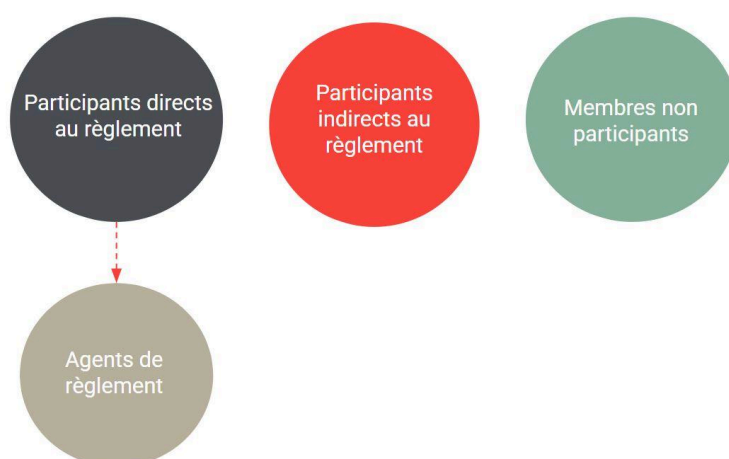 Participants directs
au règlement
Participants
indirects au
règlement
Membres non
participants
Agents de
règlement